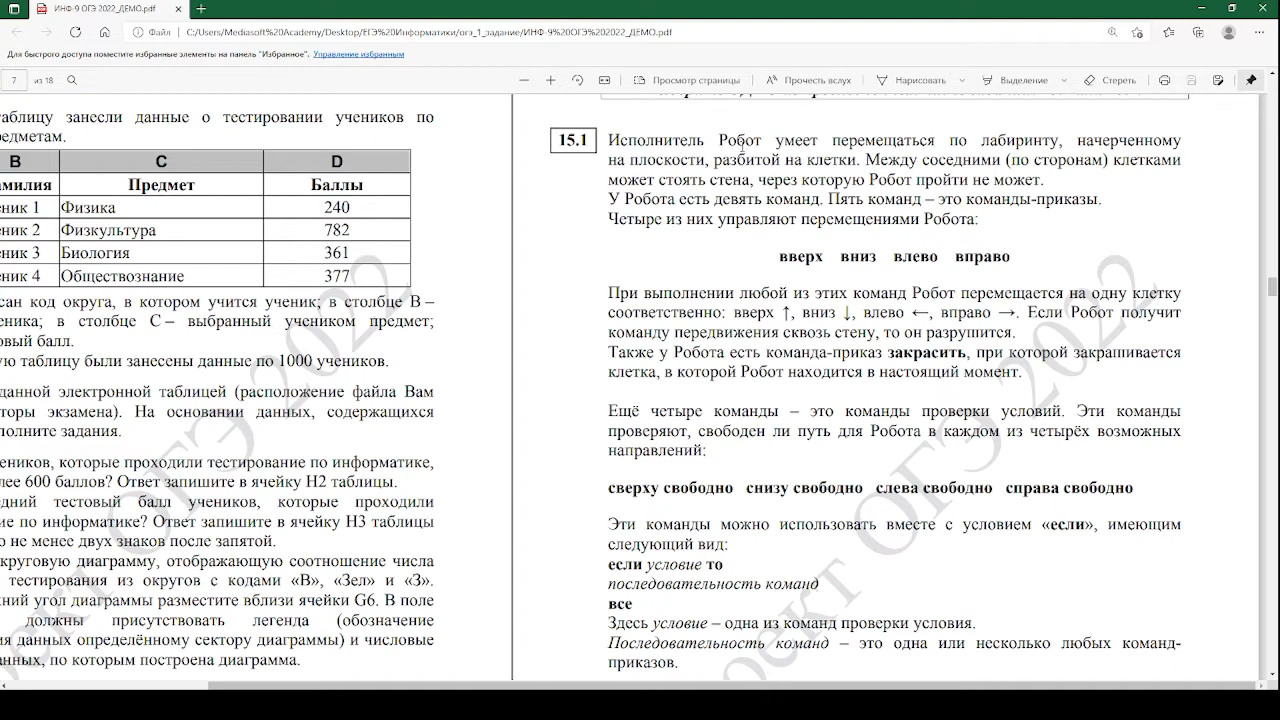 ИНФ-9 ОГЭ 2022_ДЕМО.pdf
Файл
C:/Users/Mediasoft%20Academy/Desktop/ЕГЭ%20Информатики/огэ_1_задание/ИНФ-9%20ОГЭ%202022_ДЕМО.pdf
Для быстрого доступа поместите избранные элементы на панель "Избранное". Управление избранным
7 из 18
Просмотр страницы
Прочесть вслух
Нарисовать
Выделение
Стереть
таблицу занесли данные о тестировании учеников по
редметам.
B C D
амилия Предмет Баллы
еник 1 Физика 240
еник 2 Физкультура 782
еник 3 Биология 361
еник 4 Обществознание 377
сан код округа, в котором учится ученик; в столбце B –
еника; в столбце C – выбранный учеником предмет;
овый балл.
ую таблицу были занесены данные по 1000 учеников.
данной электронной таблицей (расположение файла Вам
торы экзамена). На основании данных, содержащихся
полните задания.
чеников, которые проходили тестирование по информатике,
лее 600 баллов? Ответ запишите в ячейку H2 таблицы.
едний тестовый балл учеников, которые проходили
ие по информатике? Ответ запишите в ячейку H3 таблицы
ю не менее двух знаков после запятой.
круговую диаграмму, отображающую соотношение числа
тестирования из округов с кодами «В», «Зел» и «З».
хний угол диаграммы разместите вблизи ячейки G6. В поле
должны присутствовать легенда (обозначение
ия данных определённому сектору диаграммы) и числовые
анных, по которым построена диаграмма.
15.1
Исполнитель Робот умеет перемещаться по лабиринту, начерченному
на плоскости, разбитой на клетки. Между соседними (по сторонам) клетками
может стоять стена, через которую Робот пройти не может.
У Робота есть девять команд. Пять команд – это команды-приказы.
Четыре из них управляют перемещениями Робота:
вверх вниз влево вправо
При выполнении любой из этих команд Робот перемещается на одну клетку
соответственно: вверх ↑, вниз ↓, влево ←, вправо →. Если Робот получит
команду передвижения сквозь стену, то он разрушится.
Также у Робота есть команда-приказ закрасить, при которой закрашивается
клетка, в которой Робот находится в настоящий момент.
Ещё четыре команды – это команды проверки условий. Эти команды
проверяют, свободен ли путь для Робота в каждом из четырёх возможных
направлений:
сверху свободно снизу свободно слева свободно справа свободно
Эти команды можно использовать вместе с условием «если», имеющим
следующий вид:
если условие то
последовательность команд
все
Здесь условие – одна из команд проверки условия.
Последовательность команд – это одна или несколько любых команд-
приказов.
ОГЭ 2022
роект ОГЭ 2022